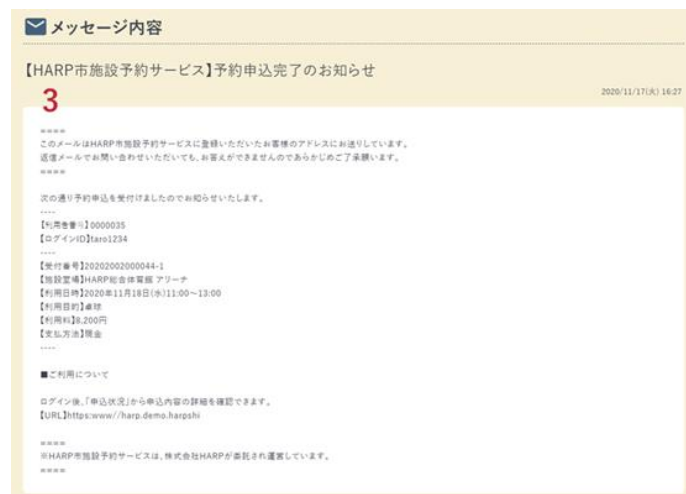 メッセージ内容
【HARP市施設予約サービス】予約申込完了のお知らせ
3
2020/11/17(火) 16:27
====
このメールはHARP市施設予約サービスに登録いただいたお客様のアドレスにお送りしています。
返信メールでお問い合わせいただいても、お答えができませんのであらかじめご了承願います。
====
次の通り予約申込を受付けましたのでお知らせいたします。
----
【利用者番号】0000035
【ログインID】taro1234
----
【受付番号】20202002000044-1
【施設室場】HARP総合体育館 アリーナ
【利用日時】2020年11月18日(水)11:00～13:00
【利用目的】卓球
【利用料】8,200円
【支払方法】現金
----
■ご利用について
ログイン後、「申込状況」から申込内容の詳細を確認できます。
【URL】https:www//harp.demo.harpshi
====
※HARP市施設予約サービスは、株式会社HARPが委託され運営しています。
====